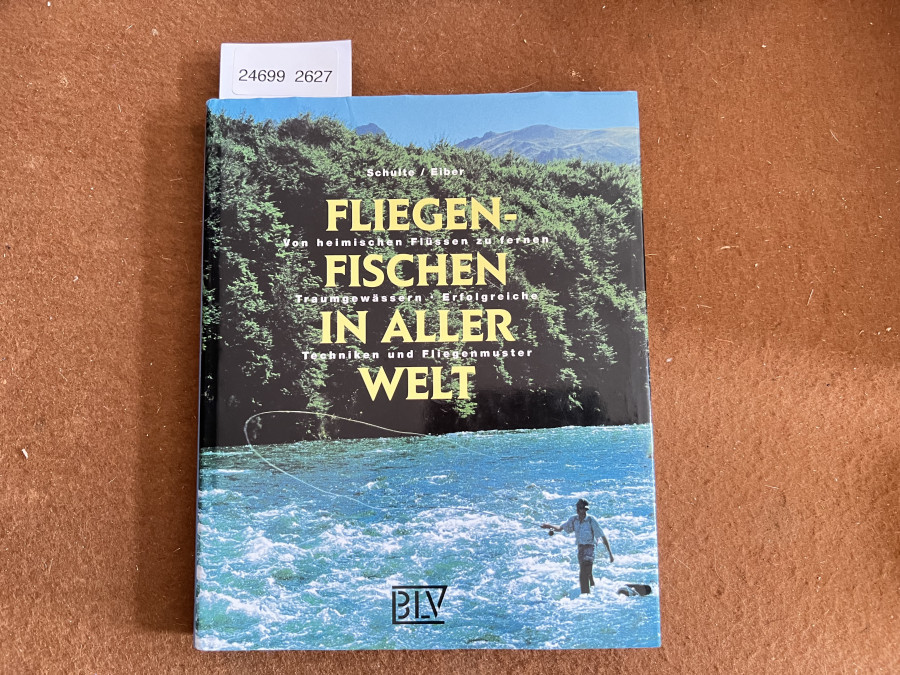 24699 2627
Schulte / Eiber
FLIEGEN-
Von heimischen Flüssen zu fernen
FISCHEN
Traumgewässern · Erfolgreiche
IN ALLER
Techniken und Fliegenmuster
WELT
BLV